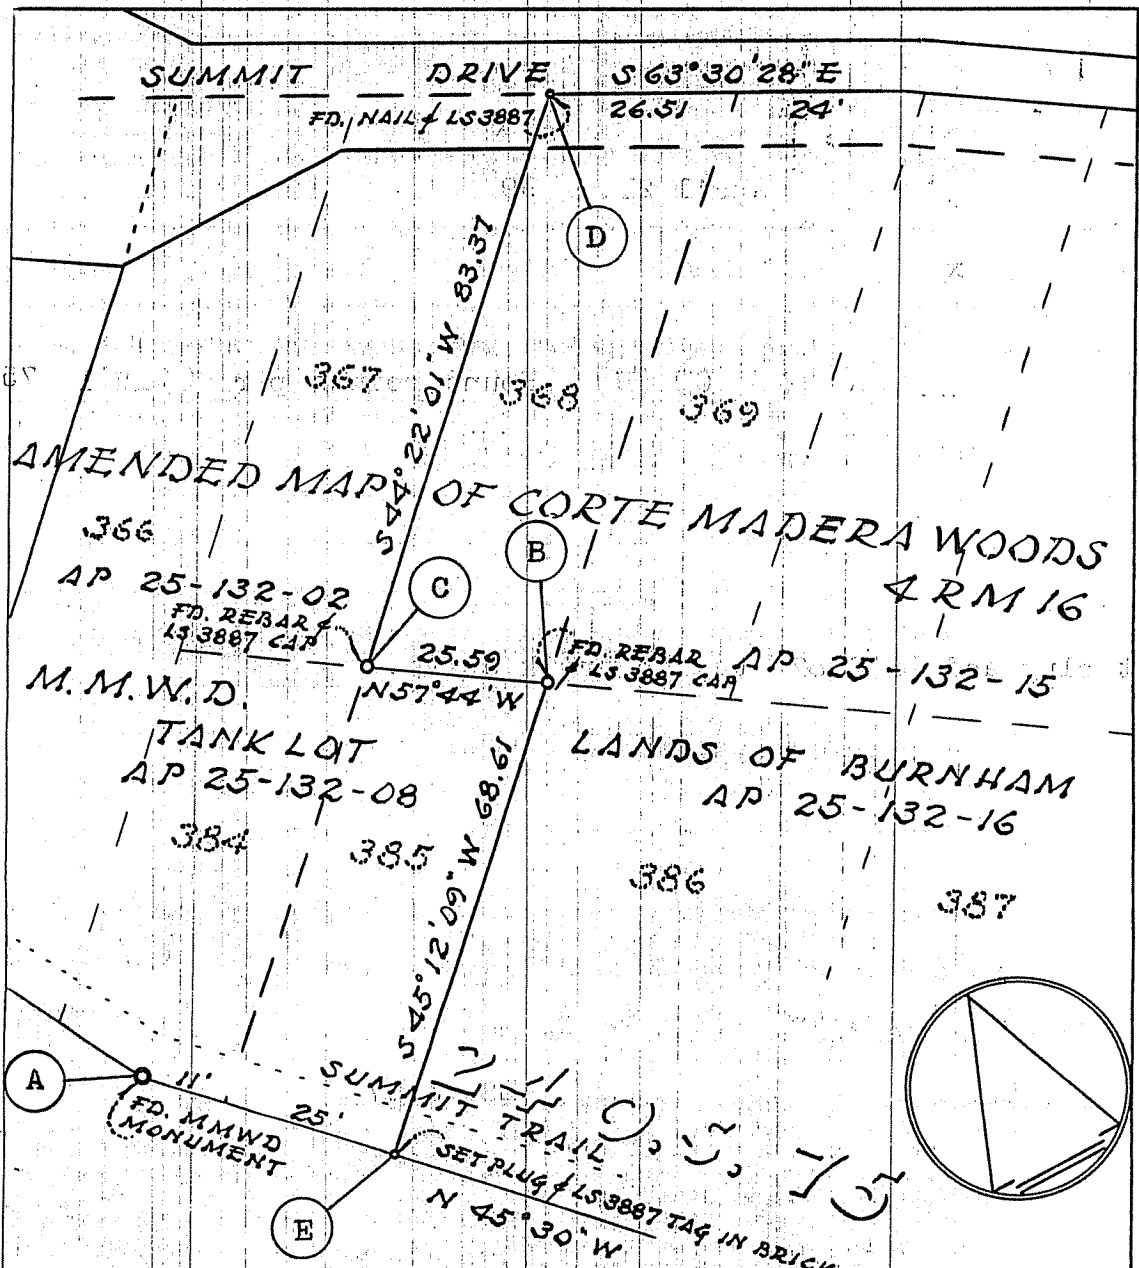 SUMMIT DRIVE S 63° 30' 28" E
FD. NAIL & LS 3887 26.51 24'
D
S 44° 22' 01" W 83.37
367
368
369
AMENDED MAP OF CORTE MADERA WOODS
4 RM 16
366
B
AP 25-132-02
C
FD. REBAR &
LS 3887 CAP
25.59
N 57° 44' W
FD. REBAR
& LS 3887 CAP
AP 25-132-15
M.M.W.D.
TANK LOT
AP 25-132-08
LANDS OF BURNHAM
AP 25-132-16
384
385
386
387
S 45° 12' 09" W 68.61
A
11'
25'
FD. MMWD
MONUMENT
SUMMIT TRAIL
SET PLUG & LS 3887 TAG IN BRICK
N 45° 30" W
E